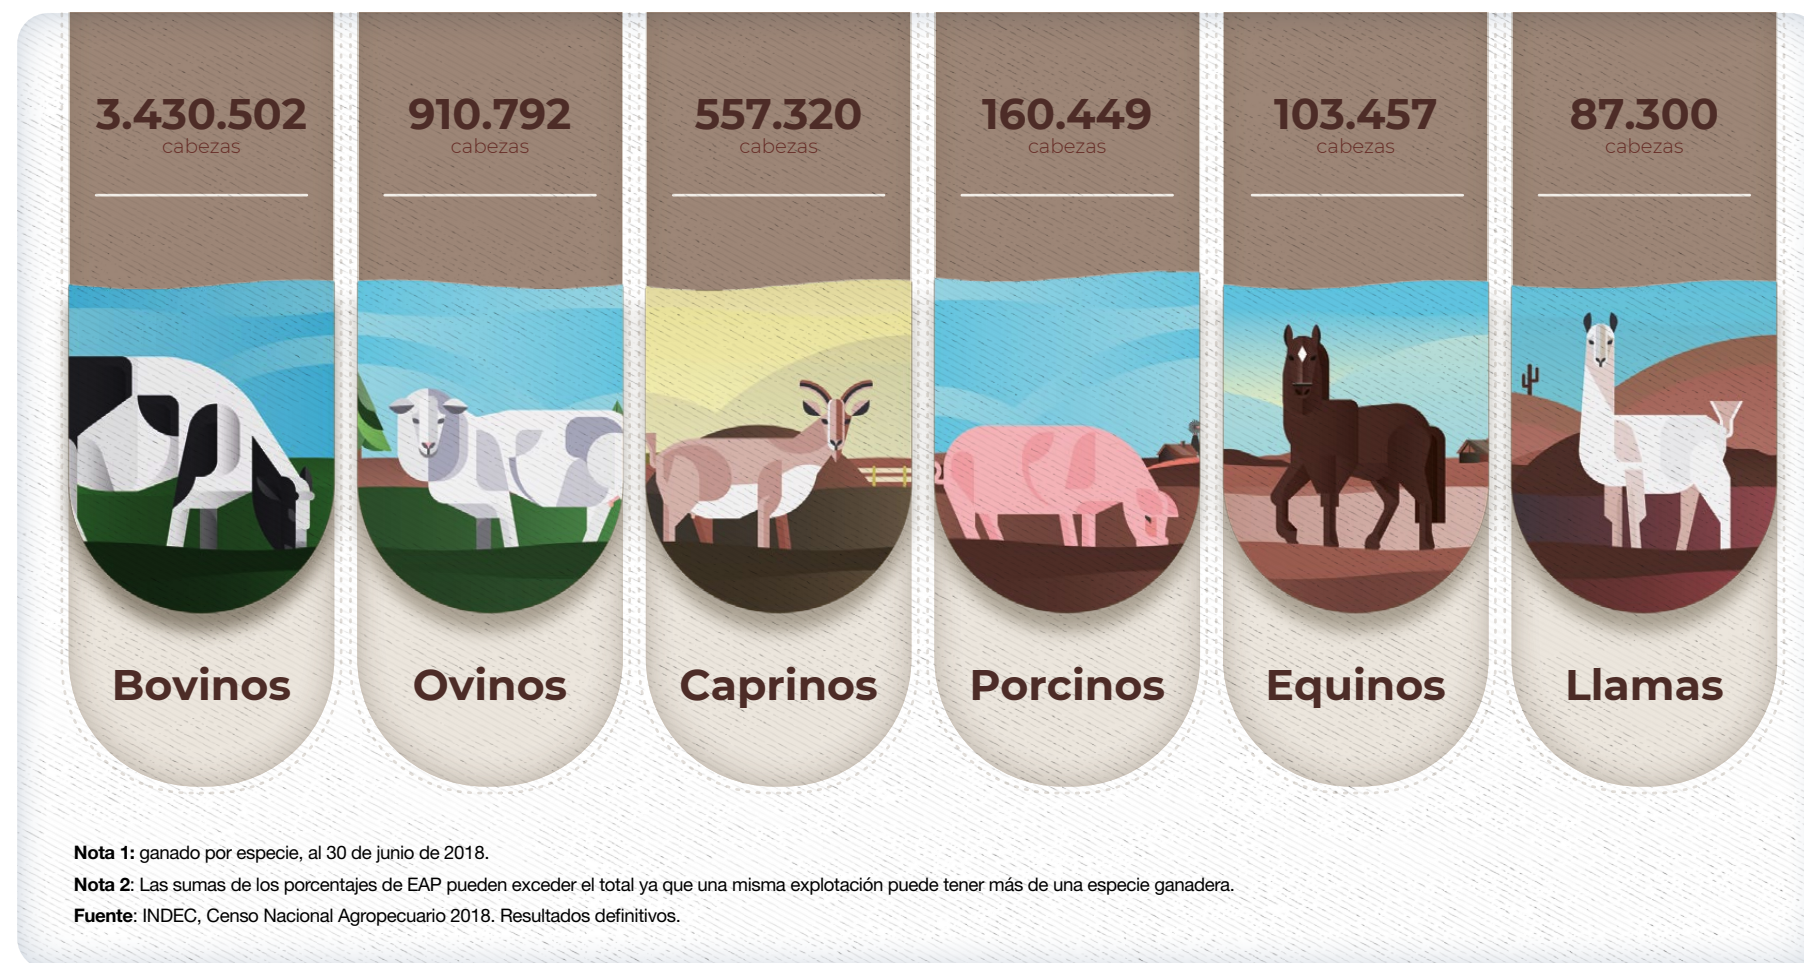 3.430.502
cabezas
910.792
cabezas
557.320
cabezas
160.449
cabezas
103.457
cabezas
87.300
cabezas
Bovinos
Ovinos
Caprinos
Porcinos
Equinos
Llamas
Nota 1: ganado por especie, al 30 de junio de 2018.
Nota 2: Las sumas de los porcentajes de EAP pueden exceder el total ya que una misma explotación puede tener más de una especie ganadera.
Fuente: INDEC, Censo Nacional Agropecuario 2018. Resultados definitivos.